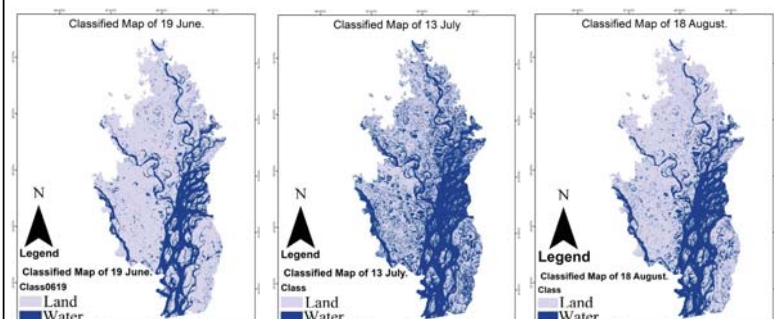 Classified Map of 19 June.
N
Legend
Classified Map of 19 June.
Class0619
Land
Water
Classified Map of 13 July
N
Legend
Classified Map of 13 July.
Class
Land
Water
Classified Map of 18 August.
N
Legend
Classified Map of 18 August.
Class
Land
Water